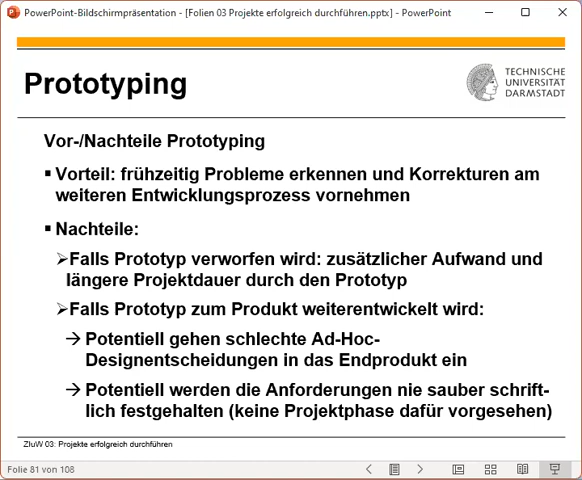 PowerPoint-Bildschirmpräsentation - [Folien 03 Projekte erfolgreich durchführen.pptx] - PowerPoint
Prototyping
TECHNISCHE
UNIVERSITÄT
DARMSTADT
Vor-/Nachteile Prototyping
▪ Vorteil: frühzeitig Probleme erkennen und Korrekturen am
weiteren Entwicklungsprozess vornehmen
▪ Nachteile:
➢Falls Prototyp verworfen wird: zusätzlicher Aufwand und
längere Projektdauer durch den Prototyp
➢Falls Prototyp zum Produkt weiterentwickelt wird:
→ Potentiell gehen schlechte Ad-Hoc-
Designentscheidungen in das Endprodukt ein
→ Potentiell werden die Anforderungen nie sauber schrift-
lich festgehalten (keine Projektphase dafür vorgesehen)
ZIuW 03: Projekte erfolgreich durchführen
Folie 81 von 108